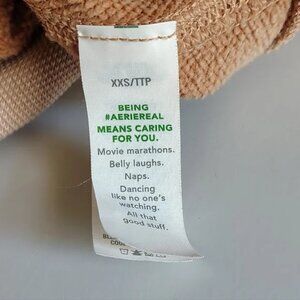 XXS/TTP
BEING
#AERIEREAL
MEANS CARING
FOR YOU.
Movie marathons.
Belly laughs.
Naps.
Dancing
like no one's
watching.
All that
good stuff.